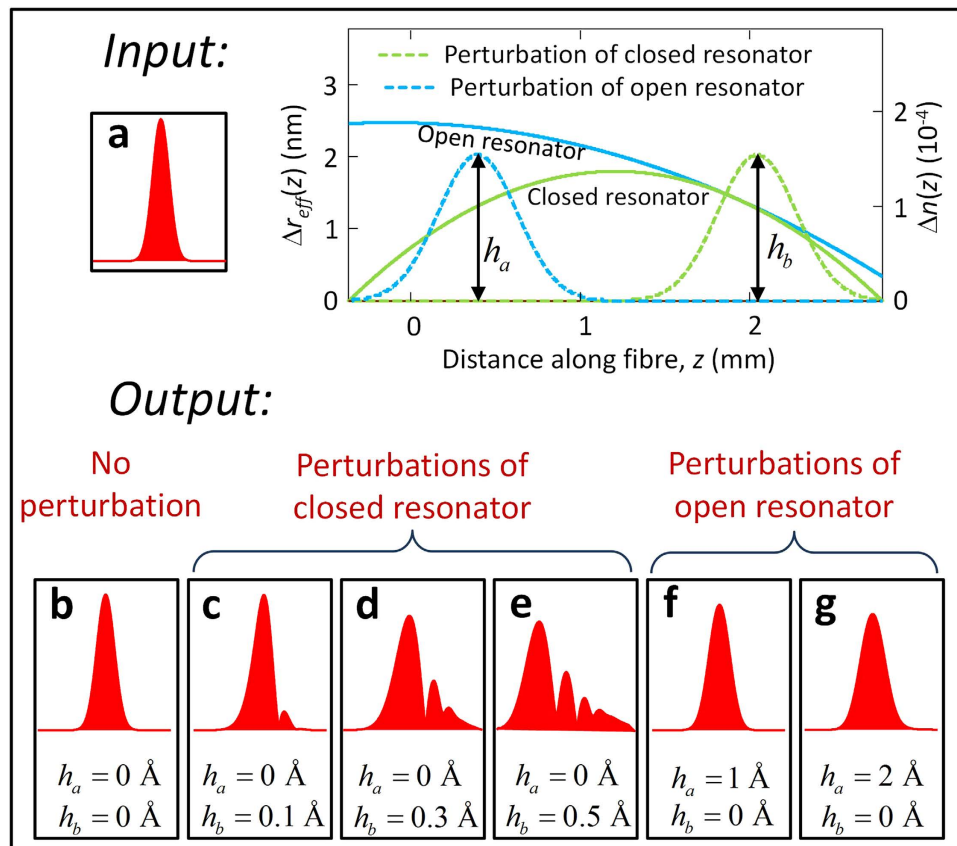 Input:
a
Perturbation of closed resonator
Perturbation of open resonator
Open resonator
Closed resonator
h_a
h_b
Δr_eff(z) (nm)
3
2
1
0
Δn(z) (10⁻⁴)
2
1
0
0
1
2
Distance along fibre, z (mm)
Output:
No
perturbation
Perturbations of
closed resonator
Perturbations of
open resonator
b
c
d
e
f
g
h_a = 0 Å
h_b = 0 Å
h_a = 0 Å
h_b = 0.1 Å
h_a = 0 Å
h_b = 0.3 Å
h_a = 0 Å
h_b = 0.5 Å
h_a = 1 Å
h_b = 0 Å
h_a = 2 Å
h_b = 0 Å